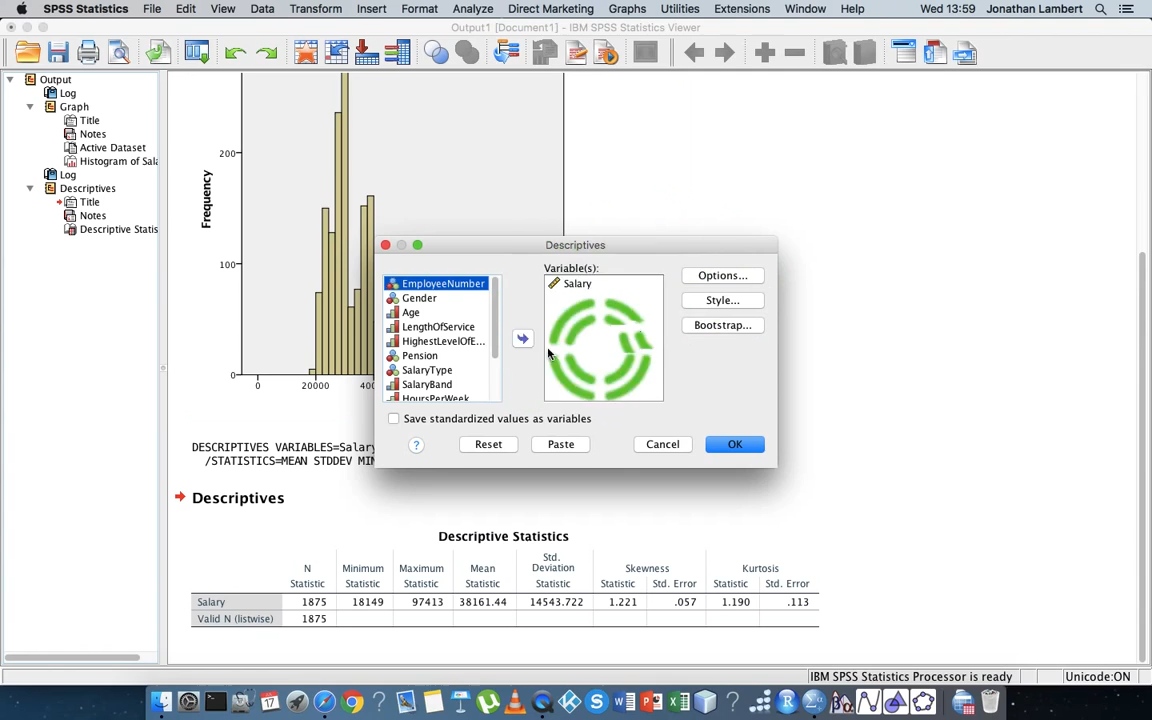 SPSS Statistics File Edit View Data Transform Insert Format Analyze Direct Marketing Graphs Utilities Extensions Window Help Wed 13:59 Jonathan Lambert
Output1 [Document1] - IBM SPSS Statistics Viewer
Output
Log
Graph
Title
Notes
Active Dataset
Histogram of Sala
Log
Descriptives
Title
Notes
Descriptive Statis
Frequency
200
100
0
0 20000 400
DESCRIPTIVES VARIABLES=Salary
/STATISTICS=MEAN STDDEV MIN
Descriptives
Variable(s):
EmployeeNumber
Gender
Age
LengthOfService
HighestLevelOfE...
Pension
SalaryType
SalaryBand
HoursPerWeek
Salary
Options...
Style...
Bootstrap...
Save standardized values as variables
? Reset Paste Cancel OK
Descriptives
Descriptive Statistics
N Minimum Maximum Mean Std. Deviation Skewness Kurtosis
Statistic Statistic Statistic Statistic Statistic Statistic Std. Error Statistic Std. Error
Salary 1875 18149 97413 38161.44 14543.722 1.221 .057 1.190 .113
Valid N (listwise) 1875
IBM SPSS Statistics Processor is ready Unicode:ON